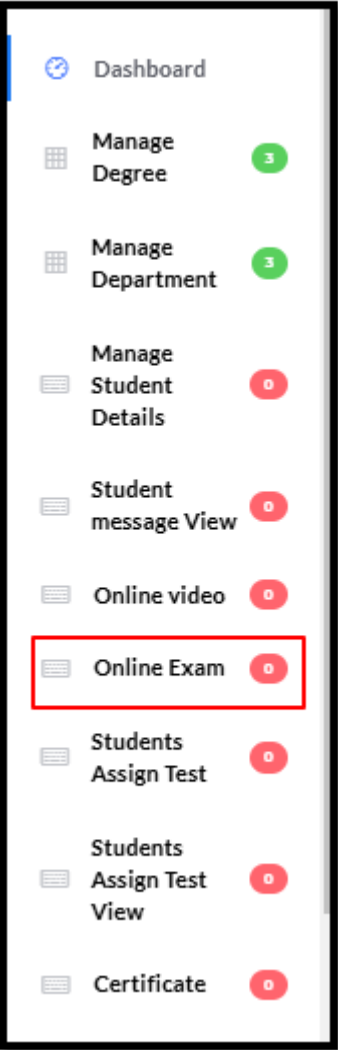 Dashboard
Manage
Degree
3
Manage
Department
3
Manage
Student
Details
0
Student
message View
0
Online video
0
Online Exam
0
Students
Assign Test
0
Students
Assign Test
View
0
Certificate
0